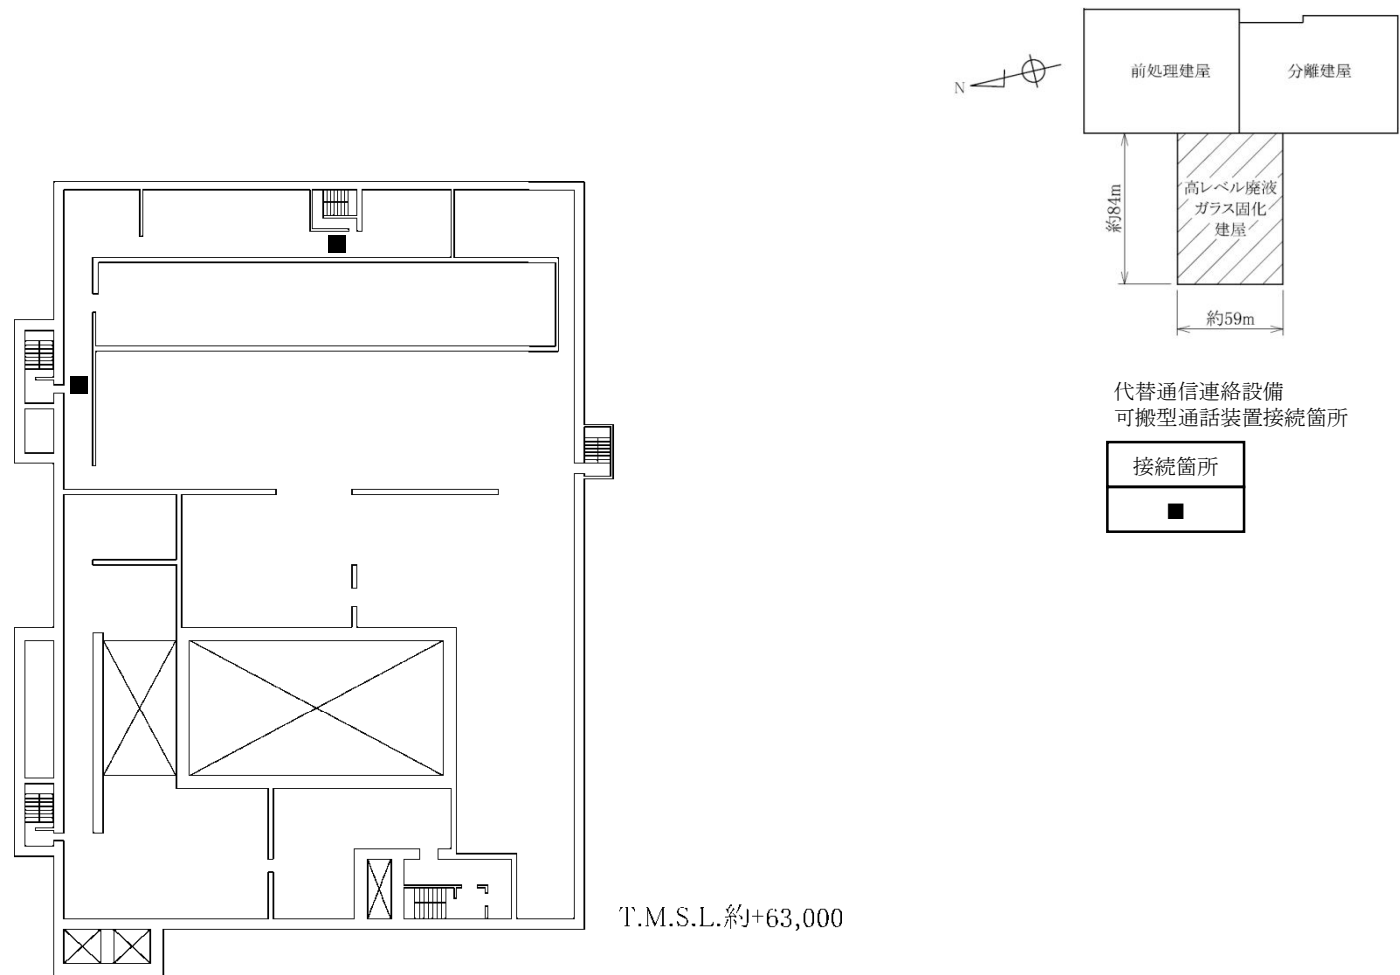 前処理建屋
分離建屋
N
高レベル廃液
ガラス固化
建屋
約84m
約59m
代替通信連絡設備
可搬型通話装置接続箇所
接続箇所
■
T.M.S.L.約+63,000